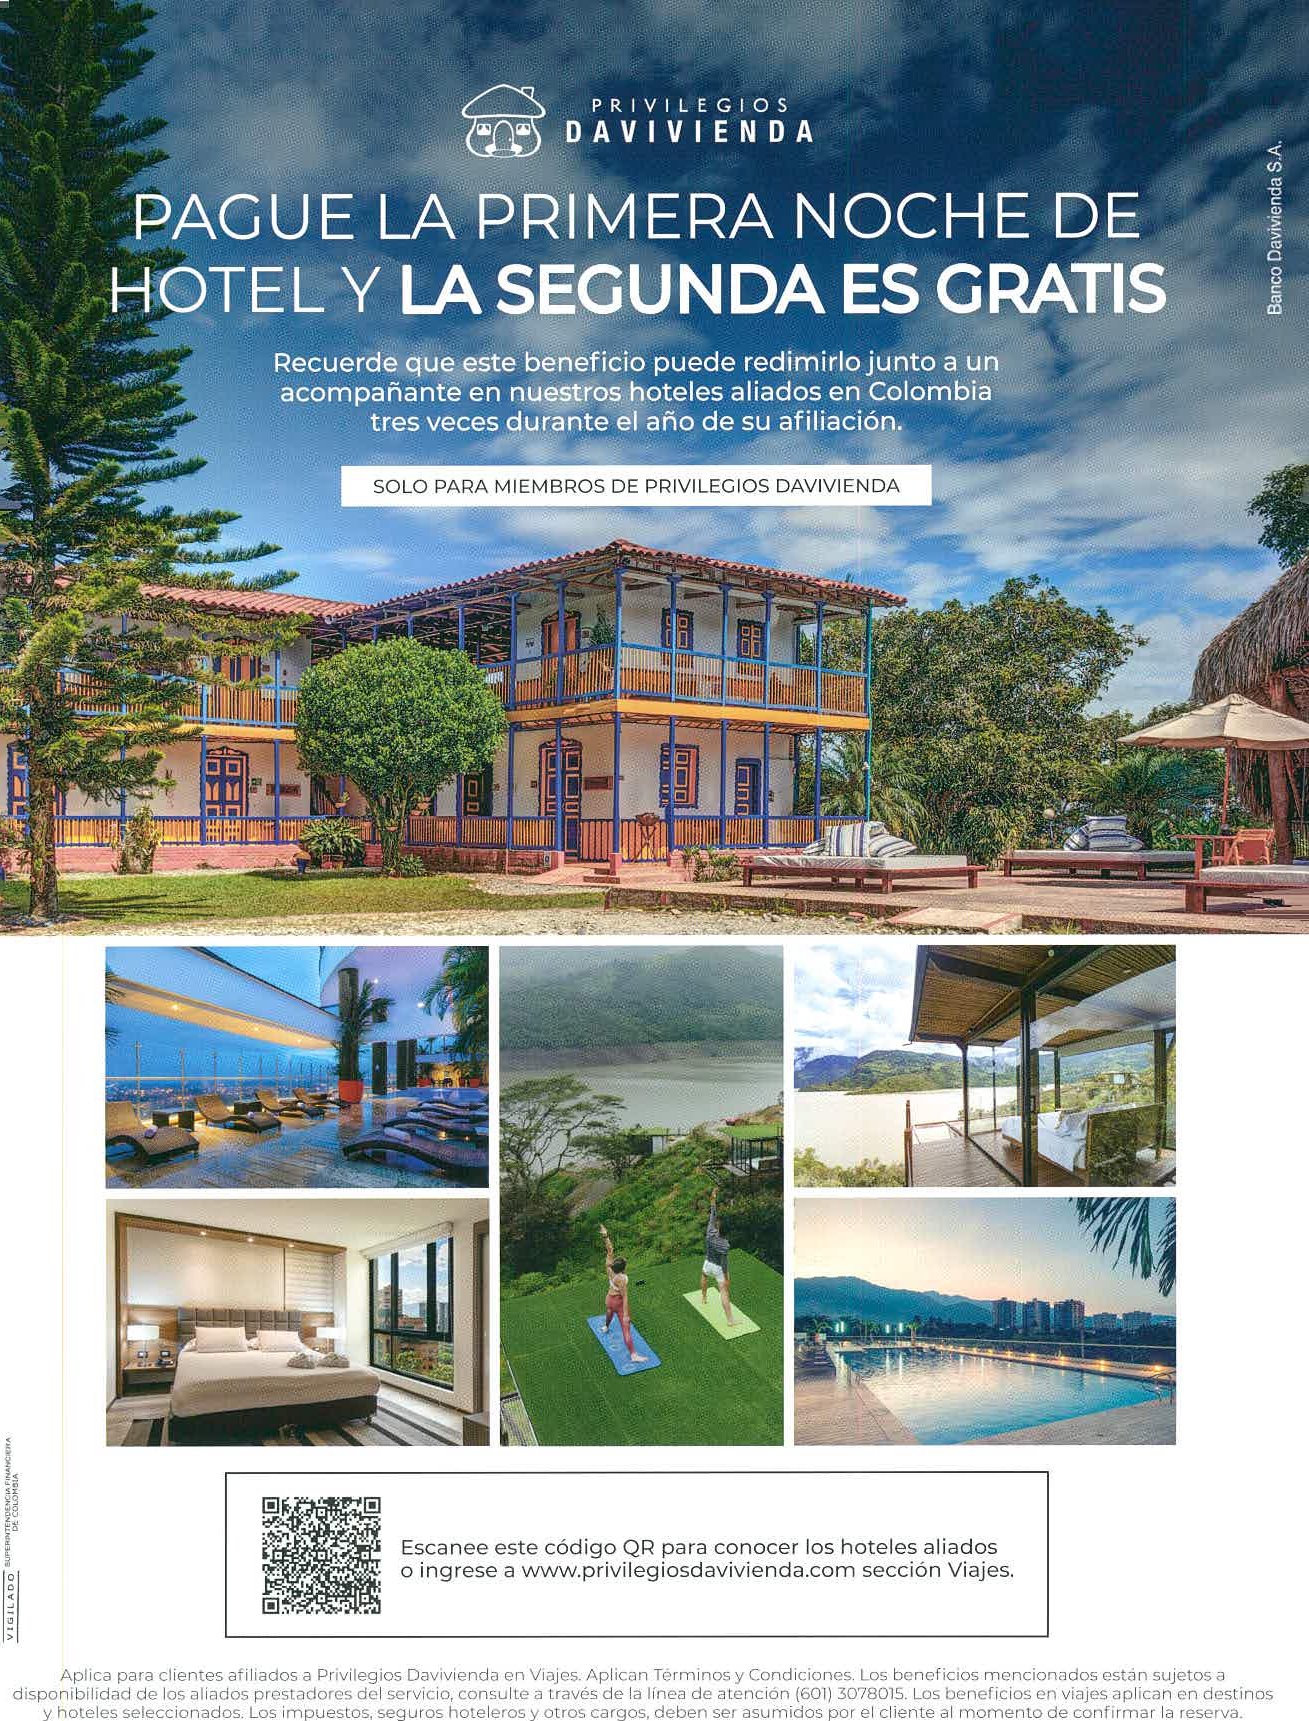 PRIVILEGIOS
DAVIVIENDA
Banco Davivienda S.A.
PAGUE LA PRIMERA NOCHE DE
HOTEL Y LA SEGUNDA ES GRATIS
Recuerde que este beneficio puede redimirlo junto a un
acompañante en nuestros hoteles aliados en Colombia
tres veces durante el año de su afiliación.
SOLO PARA MIEMBROS DE PRIVILEGIOS DAVIVIENDA
Escanee este código QR para conocer los hoteles aliados
o ingrese a www.privilegiosdavivienda.com sección Viajes.
VIGILADO
SUPERINTENDENCIA FINANCIERA
DE COLOMBIA
Aplica para clientes afiliados a Privilegios Davivienda en Viajes. Aplican Términos y Condiciones. Los beneficios mencionados están sujetos a
disponibilidad de los aliados prestadores del servicio, consulte a través de la línea de atención (601) 3078015. Los beneficios en viajes aplican en destinos
y hoteles seleccionados. Los impuestos, seguros hoteleros y otros cargos, deben ser asumidos por el cliente al momento de confirmar la reserva.